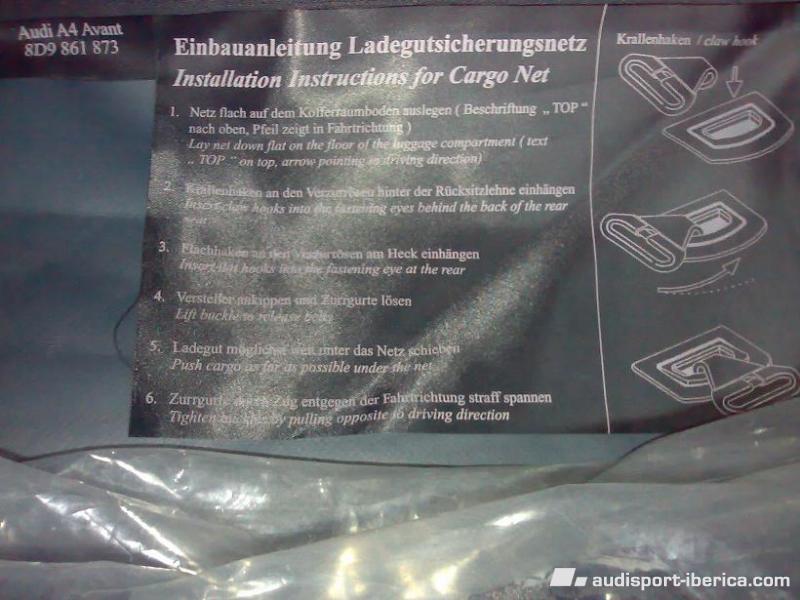 Audi A4 Avant
8D9 861 873
Einbauanleitung Ladegutsicherungsnetz
Installation Instructions for Cargo Net
Krallenhaken / claw hook
1. Netz flach auf dem Kofferraumboden auslegen ( Beschriftung „ TOP “
nach oben, Pfeil zeigt in Fahrtrichtung )
Lay net down flat on the floor of the luggage compartment ( text
„ TOP “ on top, arrow pointing in driving direction)
2. Krallenhaken an den Verzurrösen hinter der Rücksitzlehne einhängen
Insert claw hooks into the fastening eyes behind the back of the rear
seat
3. Flachhaken an den Verzurrösen am Heck einhängen
Insert flat hooks into the fastening eye at the rear
4. Versteller ankippen und Zurrgurte lösen
Lift buckle to release belts
5. Ladegut möglichst weit unter das Netz schieben
Push cargo as far as possible under the net
6. Zurrgurte durch Zug entgegen der Fahrtrichtung straff spannen
Tighten by pulling opposite to driving direction
audisport-iberica.com